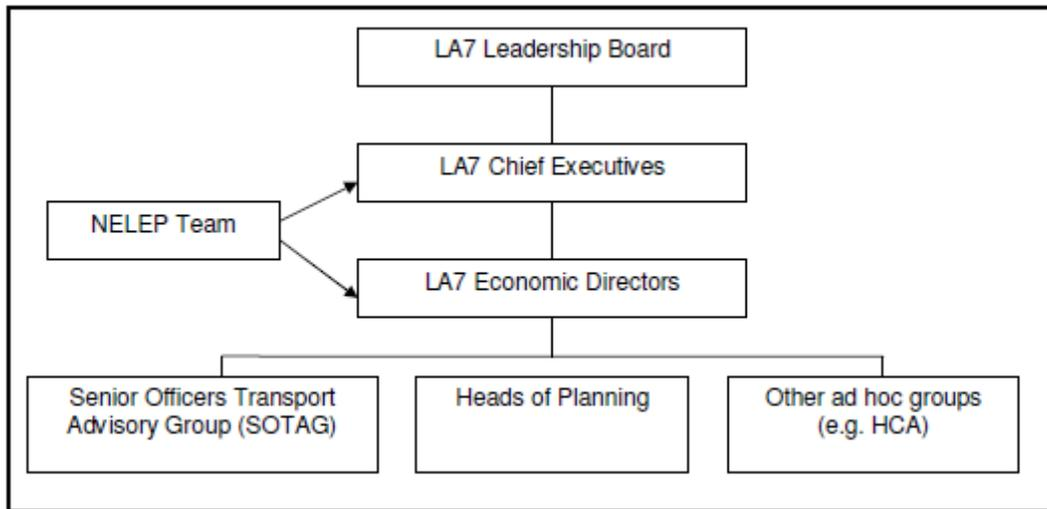 LA7 Leadership Board
LA7 Chief Executives
NELEP Team
LA7 Economic Directors
Senior Officers Transport
Advisory Group (SOTAG)
Heads of Planning
Other ad hoc groups
(e.g. HCA)